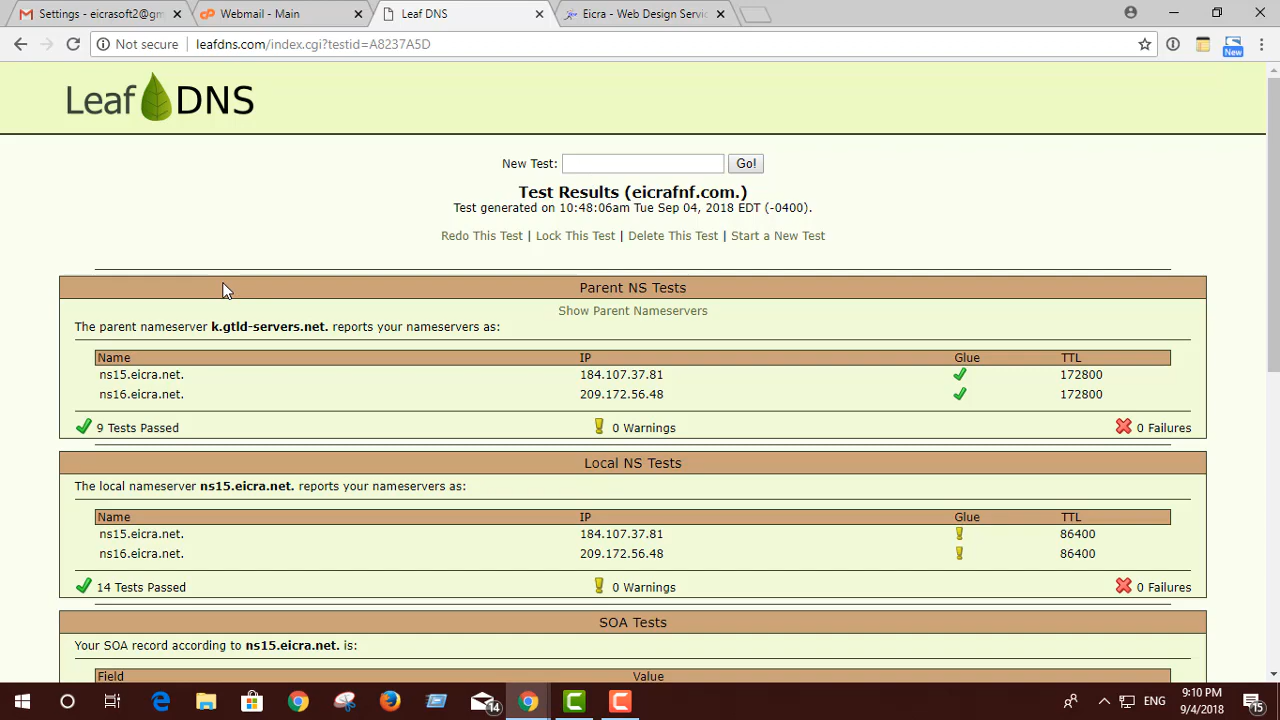 Settings - eicrasoft2@gm
Webmail - Main
Leaf DNS
Eicra - Web Design Servic
Not secure
leafdns.com/index.cgi?testid=A8237A5D
New
Leaf DNS
New Test:
Go!
Test Results (eicrafnf.com.)
Test generated on 10:48:06am Tue Sep 04, 2018 EDT (-0400).
Redo This Test | Lock This Test | Delete This Test | Start a New Test
Parent NS Tests
Show Parent Nameservers
The parent nameserver k.gtld-servers.net. reports your nameservers as:
Name IP Glue TTL
ns15.eicra.net. 184.107.37.81 172800
ns16.eicra.net. 209.172.56.48 172800
9 Tests Passed 0 Warnings 0 Failures
Local NS Tests
The local nameserver ns15.eicra.net. reports your nameservers as:
Name IP Glue TTL
ns15.eicra.net. 184.107.37.81 86400
ns16.eicra.net. 209.172.56.48 86400
14 Tests Passed 0 Warnings 0 Failures
SOA Tests
Your SOA record according to ns15.eicra.net. is:
Field Value
14
ENG
9:10 PM
9/4/2018
15